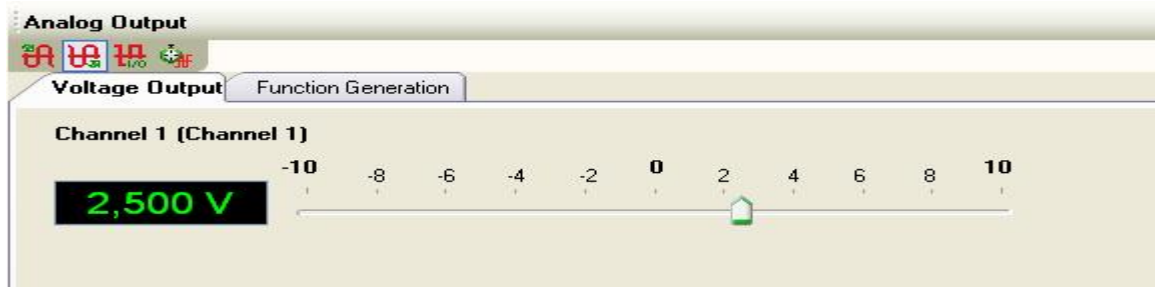 Analog Output
Voltage Output Function Generation
Channel 1 (Channel 1)
-10 -8 -6 -4 -2 0 2 4 6 8 10
2,500 V